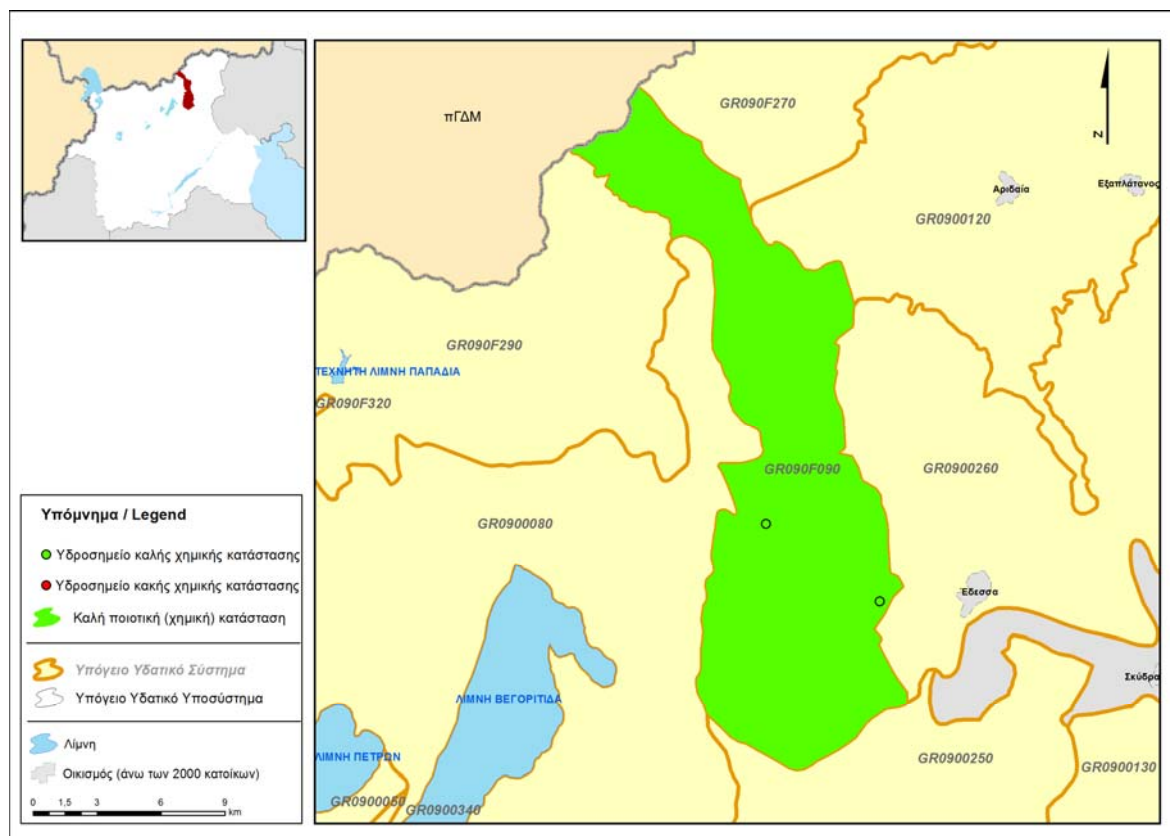 πΓΔΜ
GR090F270
N
Αριδαία
Εξαπλάτανος
GR0900120
GR090F290
ΤΕΧΝΗΤΗ ΛΙΜΝΗ ΠΑΠΑΔΙΑ
GR090F320
GR090F090
GR0900260
GR0900080
Έδεσσα
Σκύδρα
ΛΙΜΝΗ ΒΕΓΟΡΙΤΙΔΑ
ΛΙΜΝΗ ΠΕΤΡΩΝ
GR0900250
GR0900130
GR0900050
GR0900340
Υπόμνημα / Legend
Υδροσημείο καλής χημικής κατάστασης
Υδροσημείο κακής χημικής κατάστασης
Καλή ποιοτική (χημική) κατάσταση
Υπόγειο Υδατικό Σύστημα
Υπόγειο Υδατικό Υποσύστημα
Λίμνη
Οικισμός (άνω των 2000 κατοίκων)
0 1,5 3 6 9
km